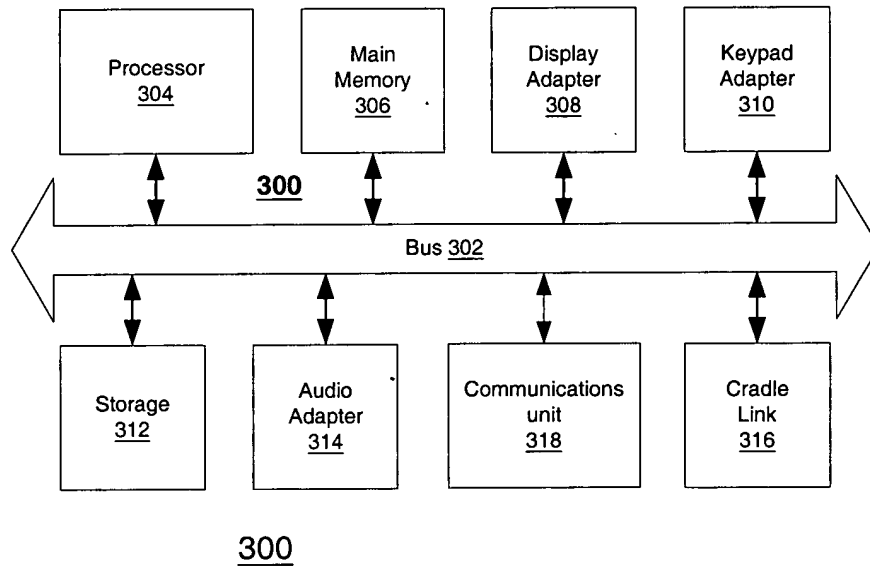 Processor
304
Main
Memory
306
Display
Adapter
308
Keypad
Adapter
310
300
Bus 302
Storage
312
Audio
Adapter
314
Communications
unit
318
Cradle
Link
316
300